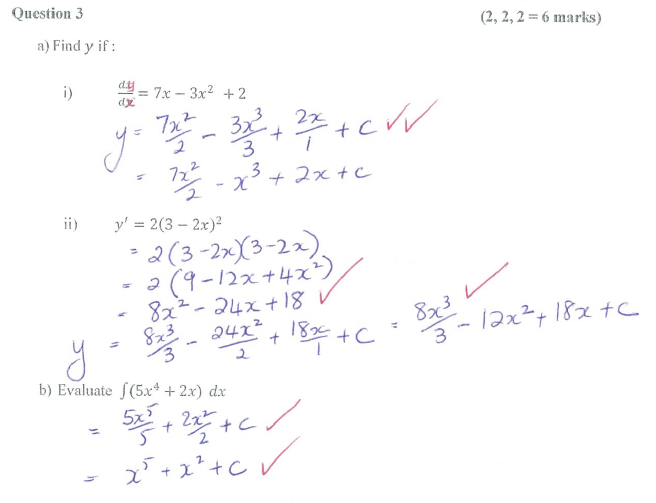 Question 3 (2, 2, 2 = 6 marks)
a) Find y if :
i) dy/dx = 7x − 3x² + 2
y = 7x²/2 − 3x³/3 + 2x/1 + c ✓✓
= 7x²/2 − x³ + 2x + c
ii) y′ = 2(3 − 2x)²
= 2(3−2x)(3−2x)
= 2(9−12x+4x²)
= 8x² − 24x + 18 ✓
y = 8x³/3 − 24x²/2 + 18x/1 + c = 8x³/3 − 12x² + 18x + c ✓
b) Evaluate ∫(5x⁴ + 2x) dx
= 5x⁵/5 + 2x²/2 + c ✓
= x⁵ + x² + c ✓